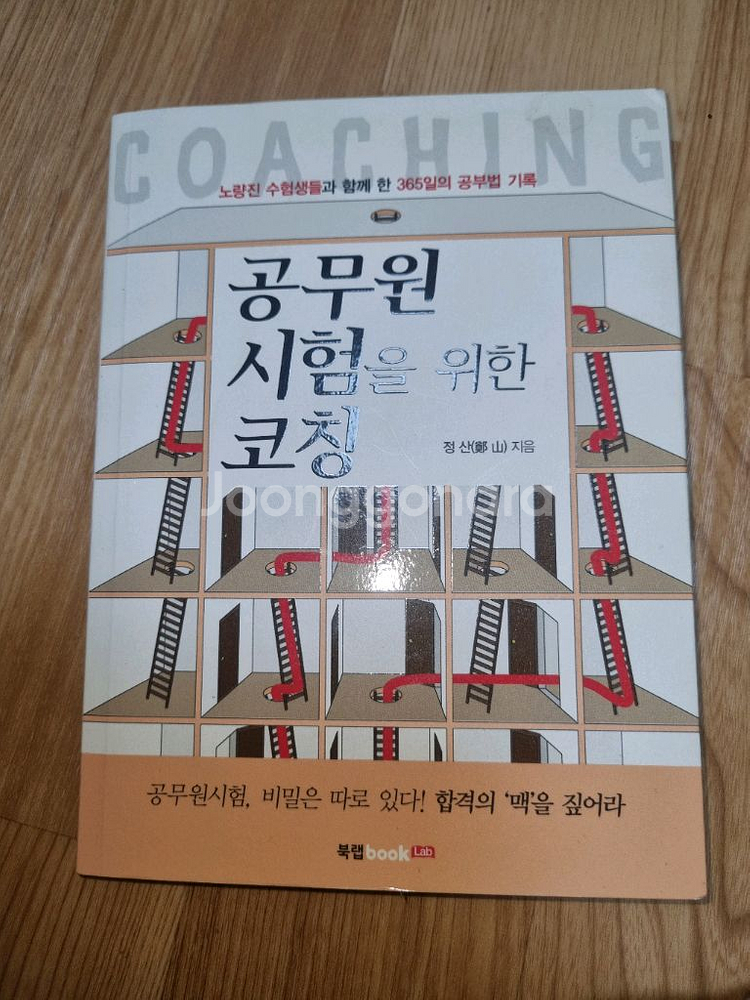 COACHING
노량진 수험생들과 함께 한 365일의 공부법 기록
공무원
시험을 위한
코칭
정 산(鄭 山) 지음
Joonggonara
공무원시험, 비밀은 따로 있다! 합격의 '맥'을 짚어라
북랩book Lab